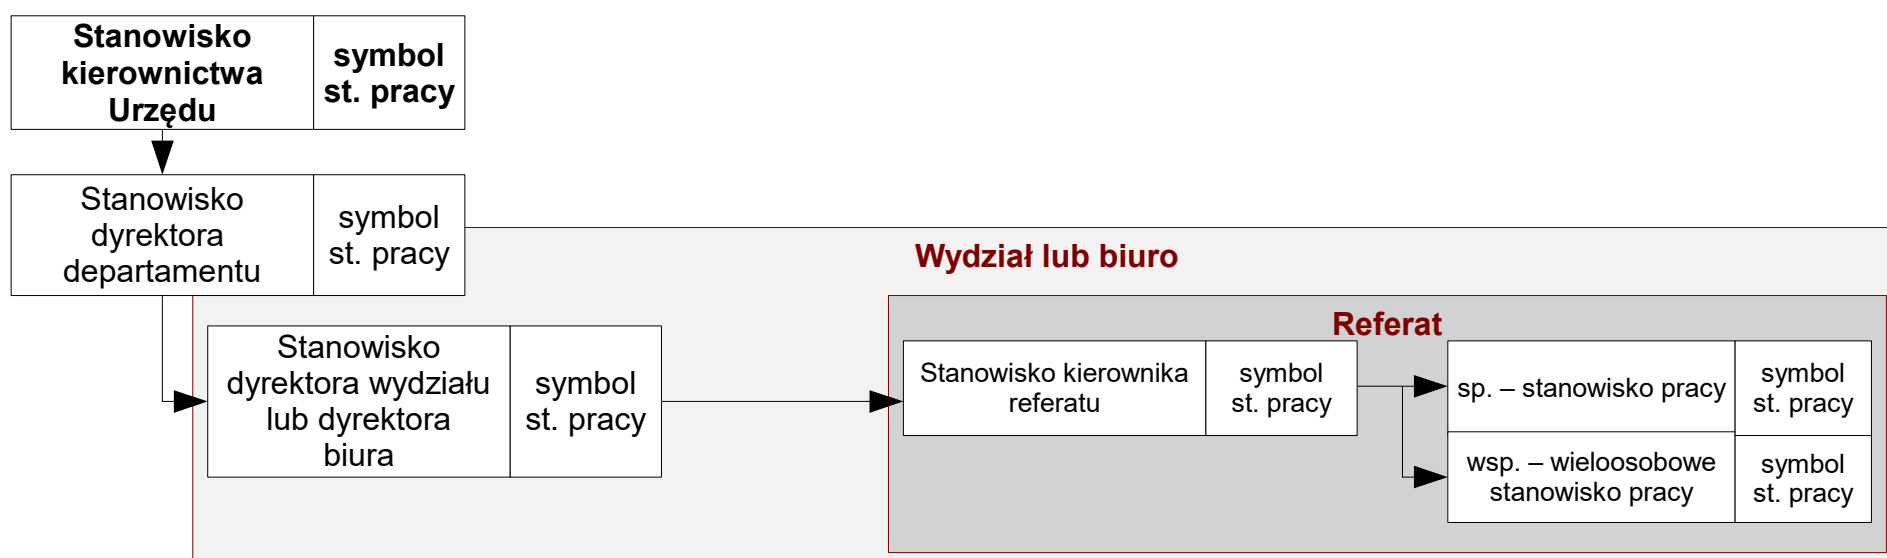 Stanowisko
kierownictwa
Urzędu
symbol
st. pracy
Stanowisko
dyrektora
departamentu
symbol
st. pracy
Wydział lub biuro
Referat
Stanowisko
dyrektora wydziału
lub dyrektora
biura
symbol
st. pracy
Stanowisko kierownika
referatu
symbol
st. pracy
sp. – stanowisko pracy
symbol
st. pracy
wsp. – wieloosobowe
stanowisko pracy
symbol
st. pracy